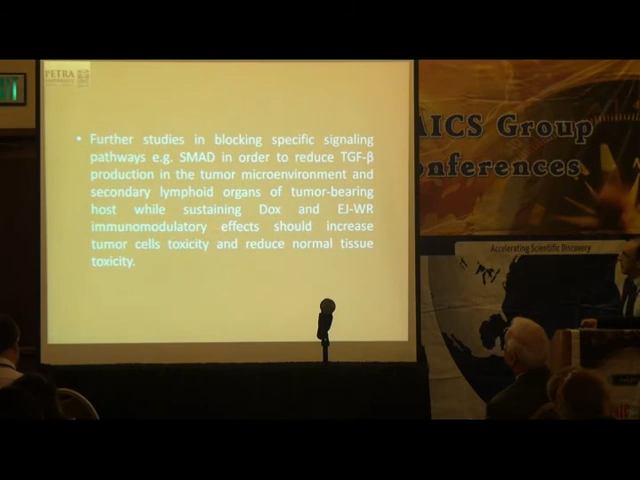 PETRA
• Further studies in blocking specific signaling
pathways e.g. SMAD in order to reduce TGF-β
production in the tumor microenvironment and
secondary lymphoid organs of tumor-bearing
host while sustaining Dox and EJ-WR
immunomodulatory effects should increase
tumor cells toxicity and reduce normal tissue
toxicity.
AICS Group
onferences
Accelerating Scientific Discovery